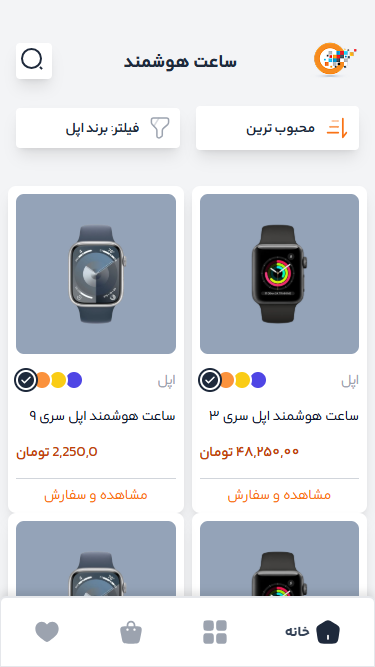 ساعت هوشمند
محبوب ترین
فیلتر: برند اپل
اپل
ساعت هوشمند اپل سری ۳
۴۸,۲۵۰,۰۰ تومان
مشاهده و سفارش
اپل
ساعت هوشمند اپل سری ۹
2,250,0 تومان
مشاهده و سفارش
خانه